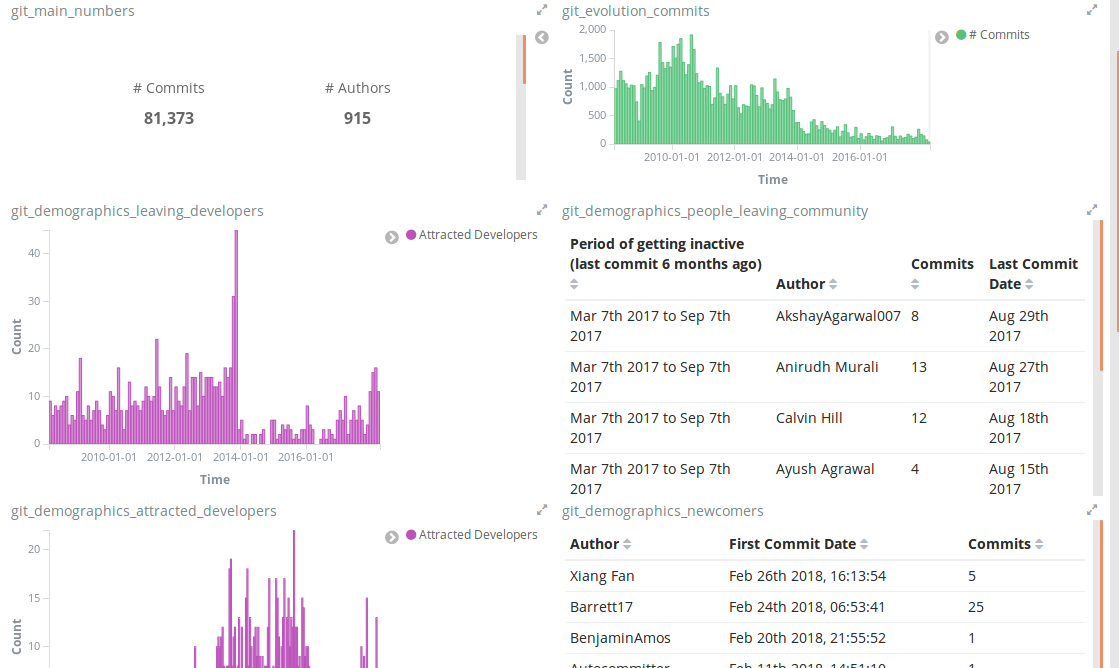 git_main_numbers
# Commits
# Authors
81,373
915
git_evolution_commits
# Commits
2,000
1,500
1,000
500
0
Count
2010-01-01 2012-01-01 2014-01-01 2016-01-01
Time
git_demographics_leaving_developers
Attracted Developers
40
30
20
10
0
Count
2010-01-01 2012-01-01 2014-01-01 2016-01-01
Time
git_demographics_people_leaving_community
Period of getting inactive
(last commit 6 months ago)
Author
Commits
Last Commit
Date
Mar 7th 2017 to Sep 7th
2017
AkshayAgarwal007
8
Aug 29th
2017
Mar 7th 2017 to Sep 7th
2017
Anirudh Murali
13
Aug 27th
2017
Mar 7th 2017 to Sep 7th
2017
Calvin Hill
12
Aug 18th
2017
Mar 7th 2017 to Sep 7th
2017
Ayush Agrawal
4
Aug 15th
2017
git_demographics_attracted_developers
Attracted Developers
20
15
10
Count
git_demographics_newcomers
Author First Commit Date Commits
Xiang Fan Feb 26th 2018, 16:13:54 5
Barrett17 Feb 24th 2018, 06:53:41 25
BenjaminAmos Feb 20th 2018, 21:55:52 1
Autocommitter Feb 11th 2018, 14:51:10 1